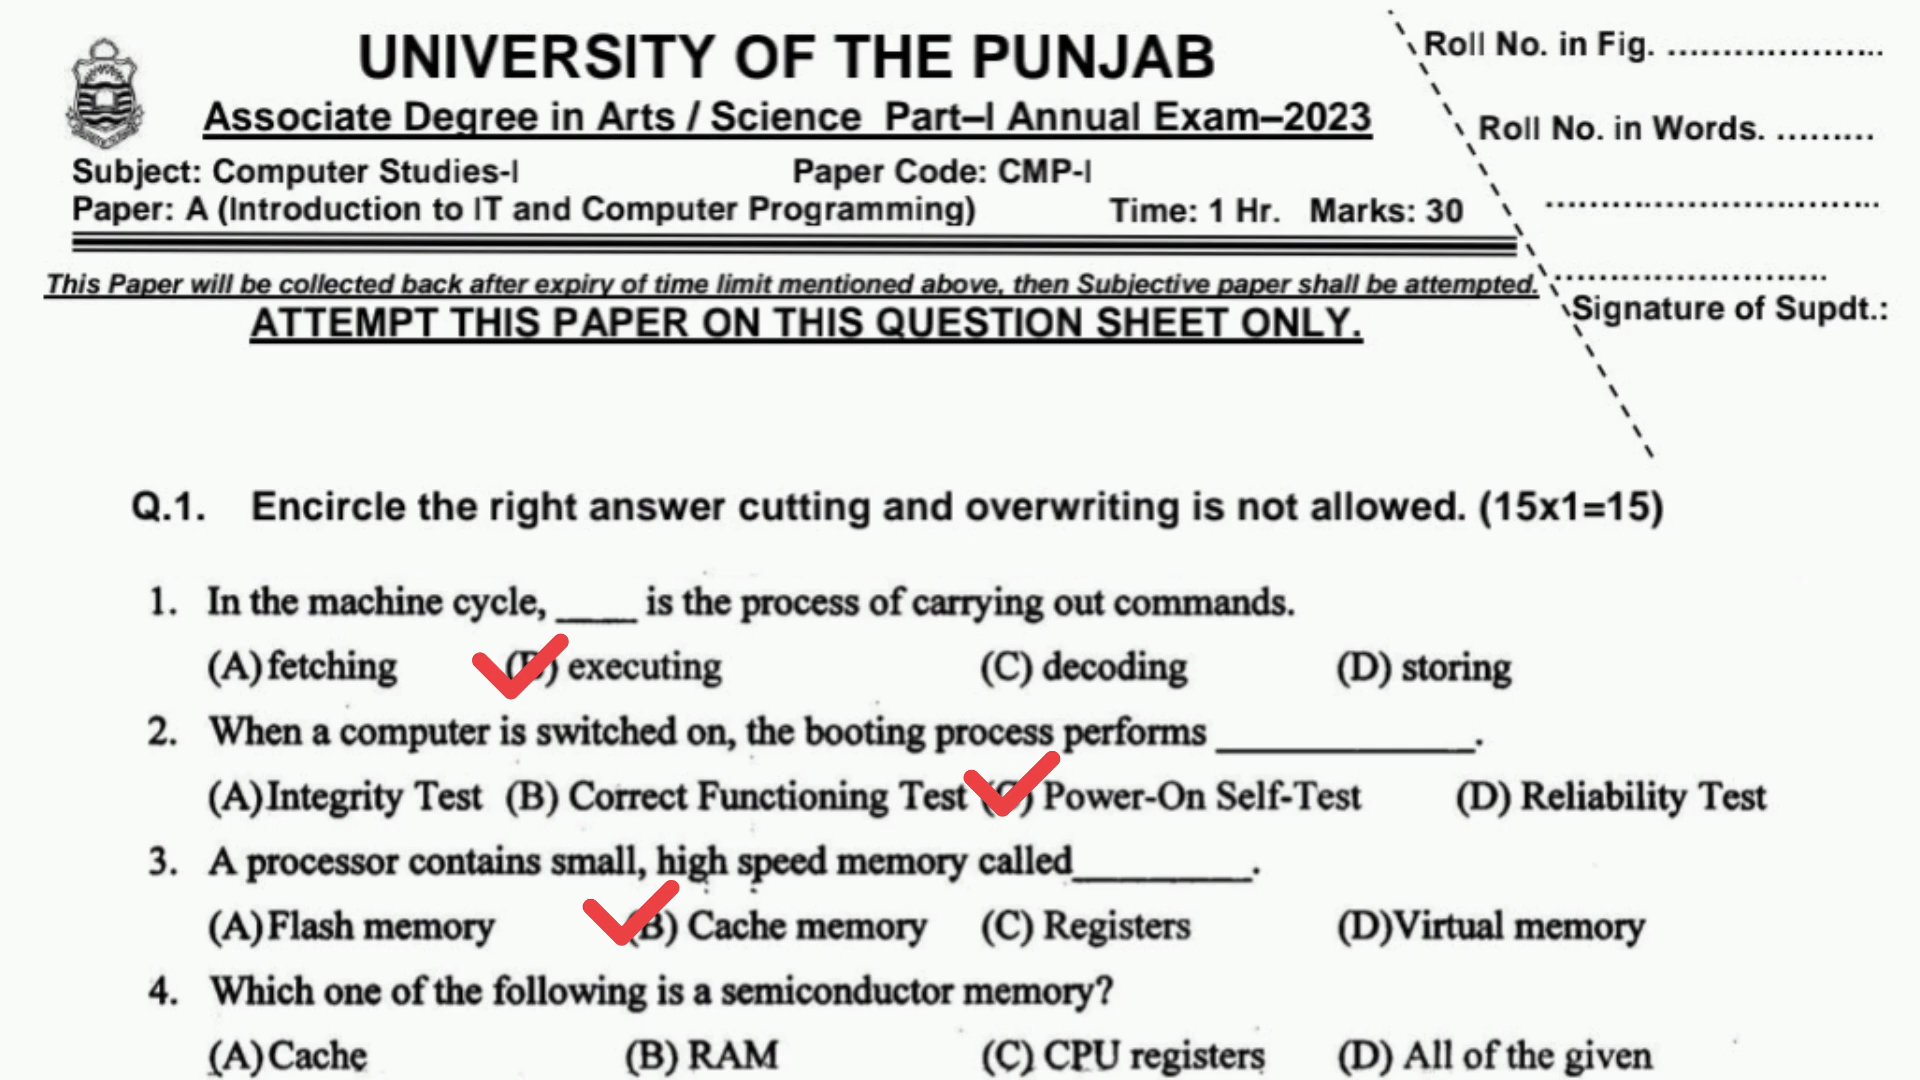 UNIVERSITY OF THE PUNJAB
Associate Degree in Arts / Science Part–I Annual Exam–2023
Subject: Computer Studies-I Paper Code: CMP-I
Paper: A (Introduction to IT and Computer Programming) Time: 1 Hr. Marks: 30
Roll No. in Fig. ........................
Roll No. in Words. .........
..............................
.........................
Signature of Supdt.:
This Paper will be collected back after expiry of time limit mentioned above, then Subjective paper shall be attempted.
ATTEMPT THIS PAPER ON THIS QUESTION SHEET ONLY.
Q.1. Encircle the right answer cutting and overwriting is not allowed. (15x1=15)
1. In the machine cycle, ____ is the process of carrying out commands.
(A) fetching (B) executing (C) decoding (D) storing
2. When a computer is switched on, the booting process performs _____________.
(A) Integrity Test (B) Correct Functioning Test (C) Power-On Self-Test (D) Reliability Test
3. A processor contains small, high speed memory called_________.
(A) Flash memory (B) Cache memory (C) Registers (D)Virtual memory
4. Which one of the following is a semiconductor memory?
(A) Cache (B) RAM (C) CPU registers (D) All of the given